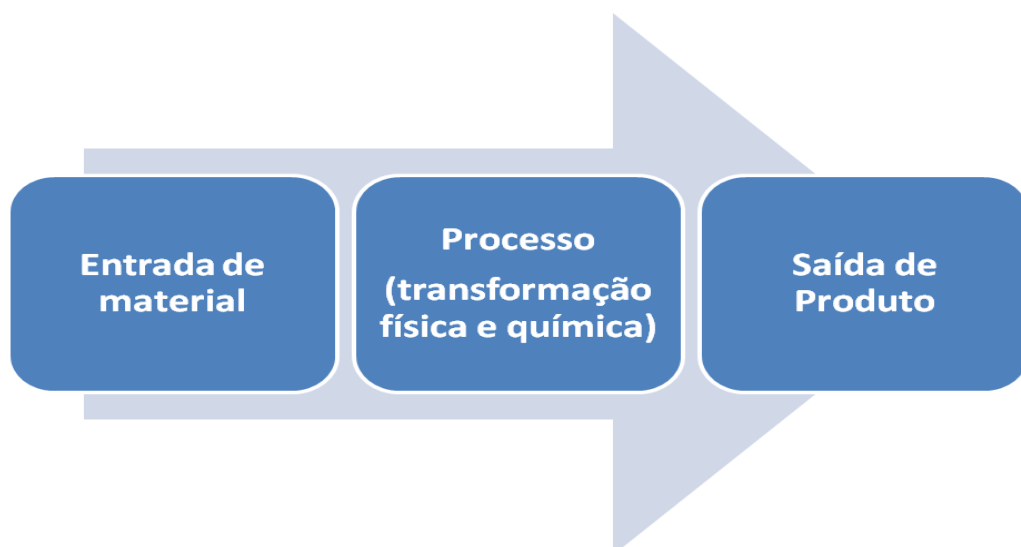 Entrada de
material
Processo
(transformação
física e química)
Saída de
Produto